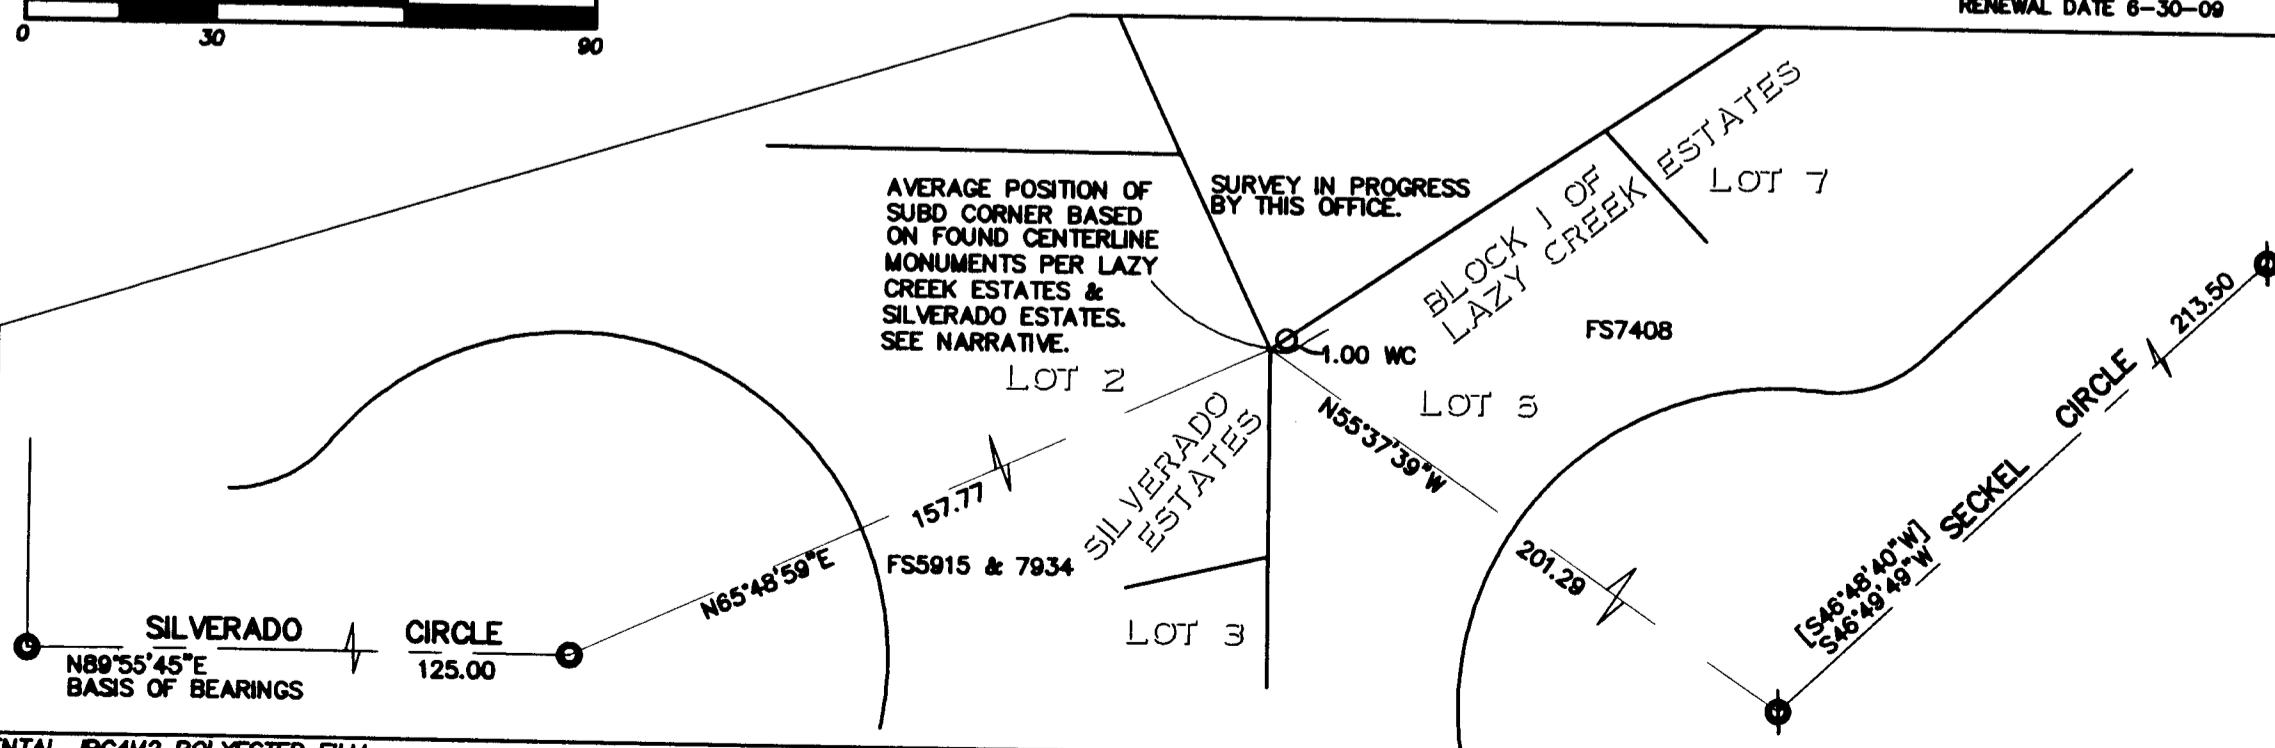 RENEWAL DATE 6-30-09
0 30 90
AVERAGE POSITION OF
SUBD CORNER BASED
ON FOUND CENTERLINE
MONUMENTS PER LAZY
CREEK ESTATES &
SILVERADO ESTATES.
SEE NARRATIVE.
SURVEY IN PROGRESS
BY THIS OFFICE.
BLOCK 1 OF
LAZY CREEK ESTATES
LOT 7
FS7408
1.00 WC
LOT 2
LOT 5
SILVERADO
ESTATES
N55°37'39"W
201.29
213.50
SECKEL CIRCLE
[S46°48'40"W]
S46°49'49"W
157.77
N65°48'59"E
FS5915 & 7934
LOT 3
SILVERADO CIRCLE
N89°55'45"E
125.00
BASIS OF BEARINGS
POLYESTER FILM